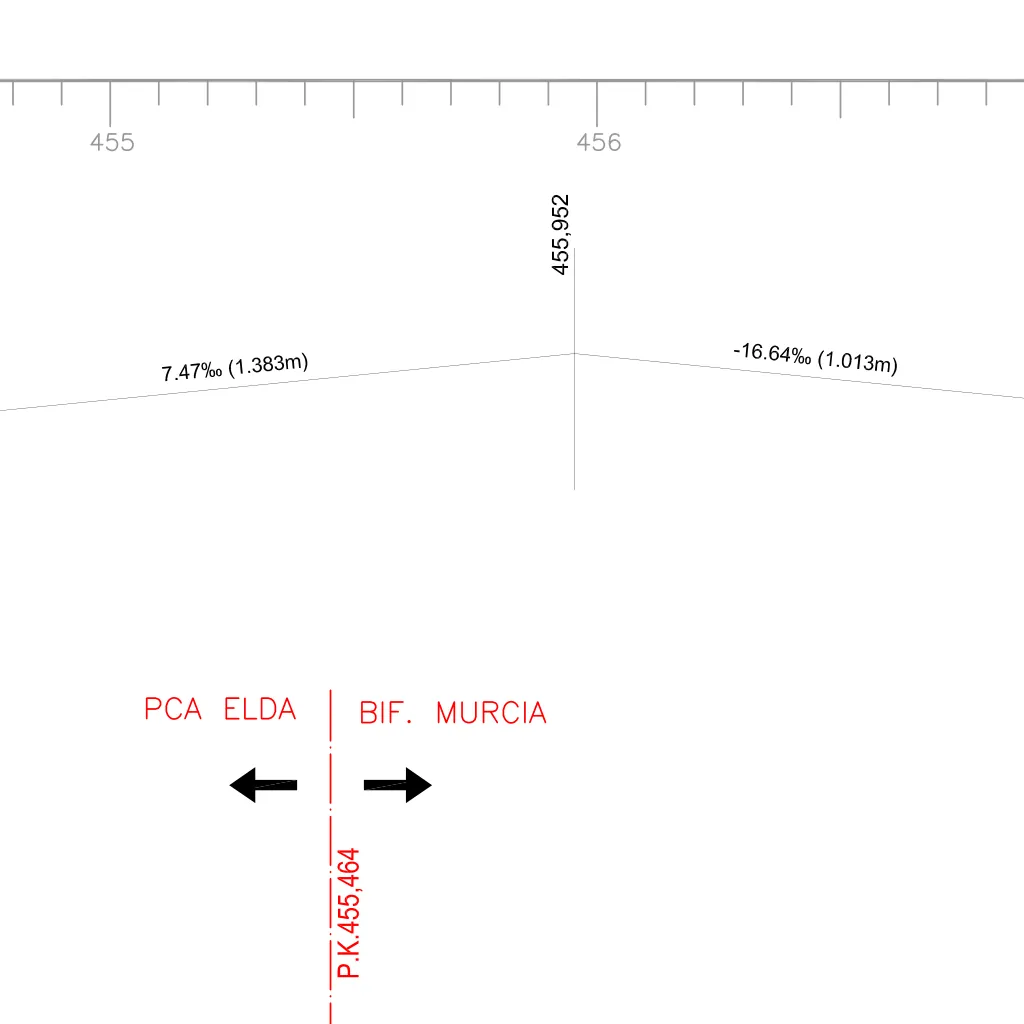 455
456
455,952
7.47‰ (1.383m)
-16.64‰ (1.013m)
PCA ELDA
BIF. MURCIA
P.K.455,464